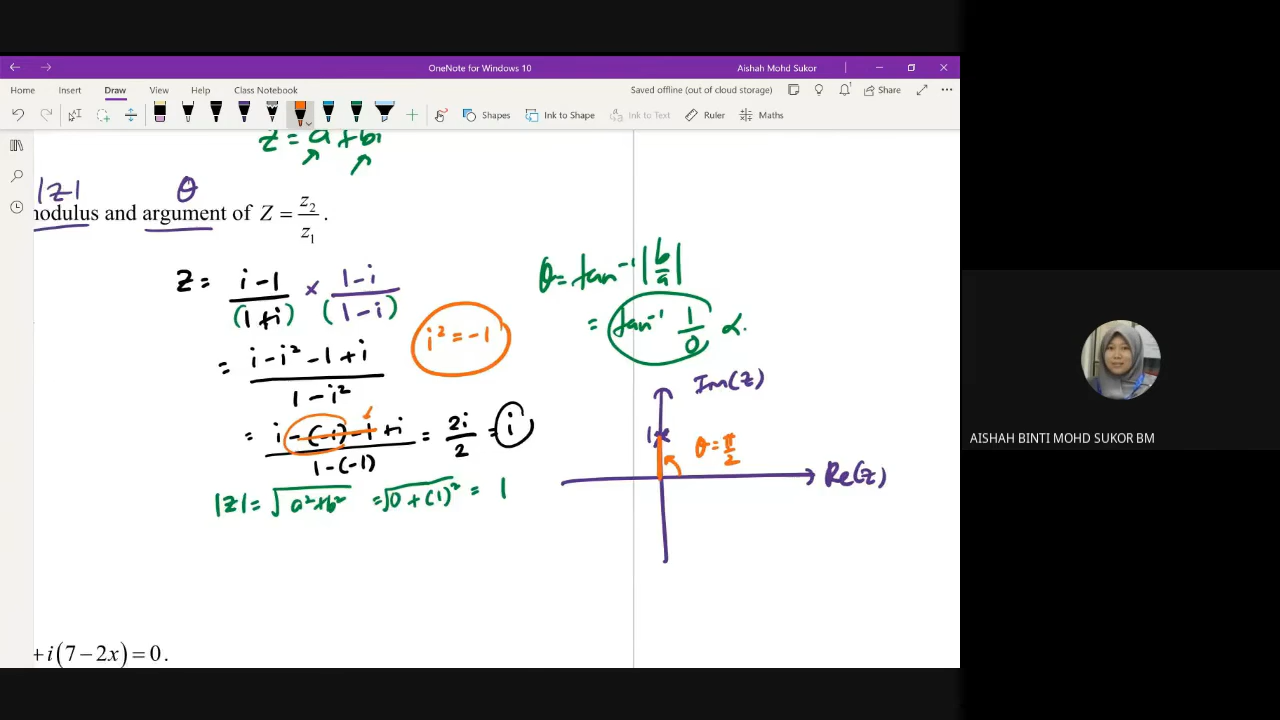 OneNote for Windows 10
Aishah Mohd Sukor
Home Insert Draw View Help Class Notebook
Saved offline (out of cloud storage) Share
Shapes Ink to Shape Ink to Text Ruler Maths
z = a + bi
|z| θ
modulus and argument of Z = z₂/z₁.
Z = (i-1)/(1+i) × (1-i)/(1-i)
= (i - i² - 1 + i)/(1 - i²)
i² = -1
= (i - (-1) - 1 + i)/(1 - (-1)) = 2i/2 = i
|z| = √(a²+b²) = √(0 + (1)²) = 1
θ = tan⁻¹ |b/a|
= tan⁻¹ 1/0
Im(z)
θ = π/2
Re(z)
+ i(7 − 2x) = 0.
AISHAH BINTI MOHD SUKOR BM